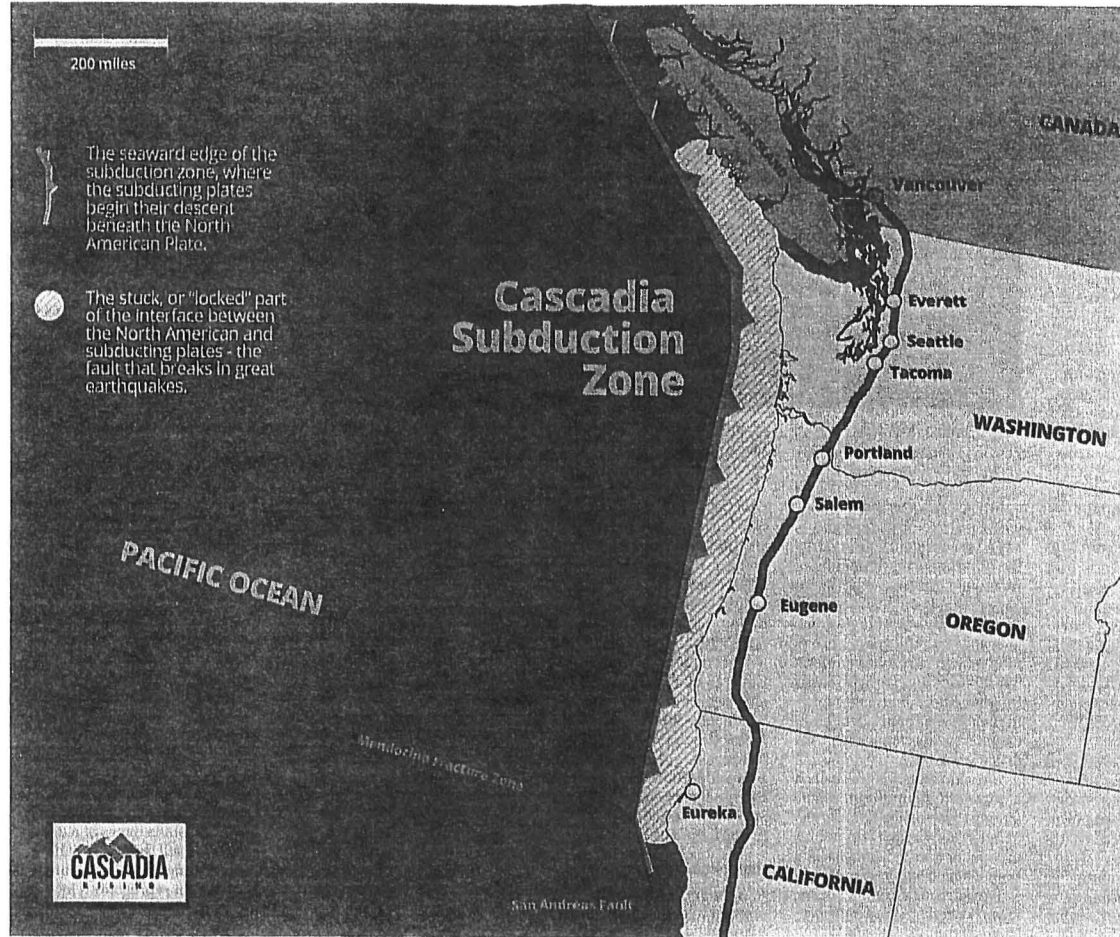 200 miles
The seaward edge of the
subduction zone, where
the subducting plates
begin their descent
beneath the North
American Plate.
The stuck, or "locked" part
of the interface between
the North American and
subducting plates - the
fault that breaks in great
earthquakes.
Cascadia
Subduction
Zone
PACIFIC OCEAN
Mendocino Fracture Zone
San Andreas Fault
VANCOUVER ISLAND
CANADA
Vancouver
Everett
Seattle
Tacoma
WASHINGTON
Portland
Salem
Eugene
OREGON
Eureka
CALIFORNIA
CASCADIA
RISING